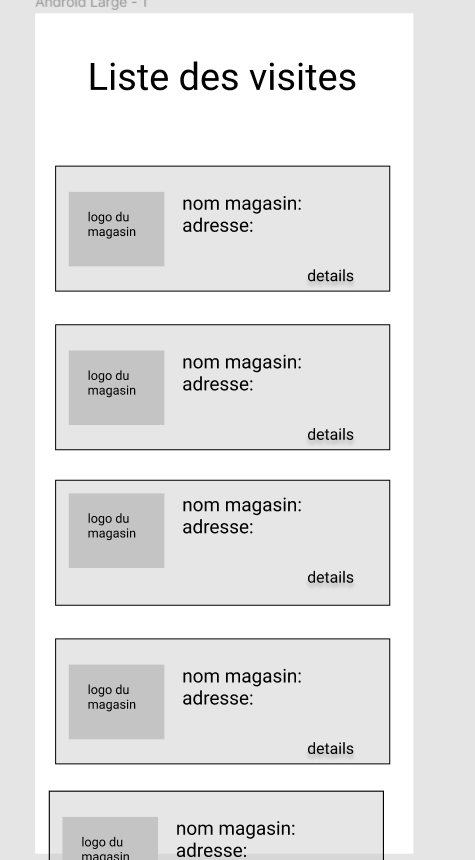 Android Large - 1
Liste des visites
logo du
magasin
nom magasin:
adresse:
details
logo du
magasin
nom magasin:
adresse:
details
logo du
magasin
nom magasin:
adresse:
details
logo du
magasin
nom magasin:
adresse:
details
logo du
magasin
nom magasin:
adresse: